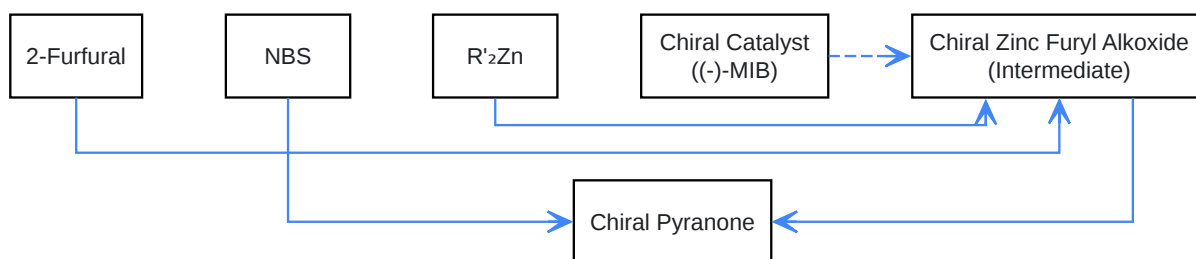 2-Furfural
NBS
R'₂Zn
Chiral Catalyst
((-)-MIB)
Chiral Zinc Furyl Alkoxide
(Intermediate)
Chiral Pyranone